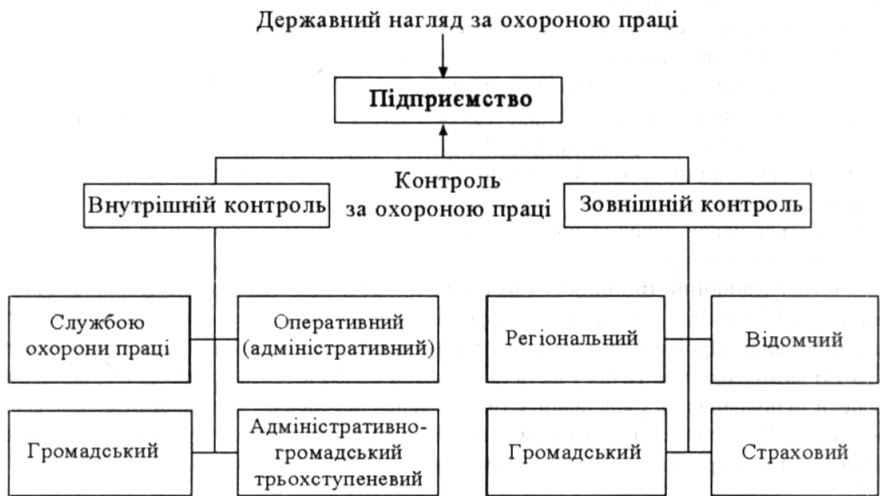 Державний нагляд за охороною праці
Підприємство
Контроль
за охороною праці
Внутрішній контроль
Зовнішній контроль
Службою
охорони праці
Оперативний
(адміністративний)
Регіональний
Відомчий
Громадський
Адміністративно-
громадський
трьохступеневий
Громадський
Страховий